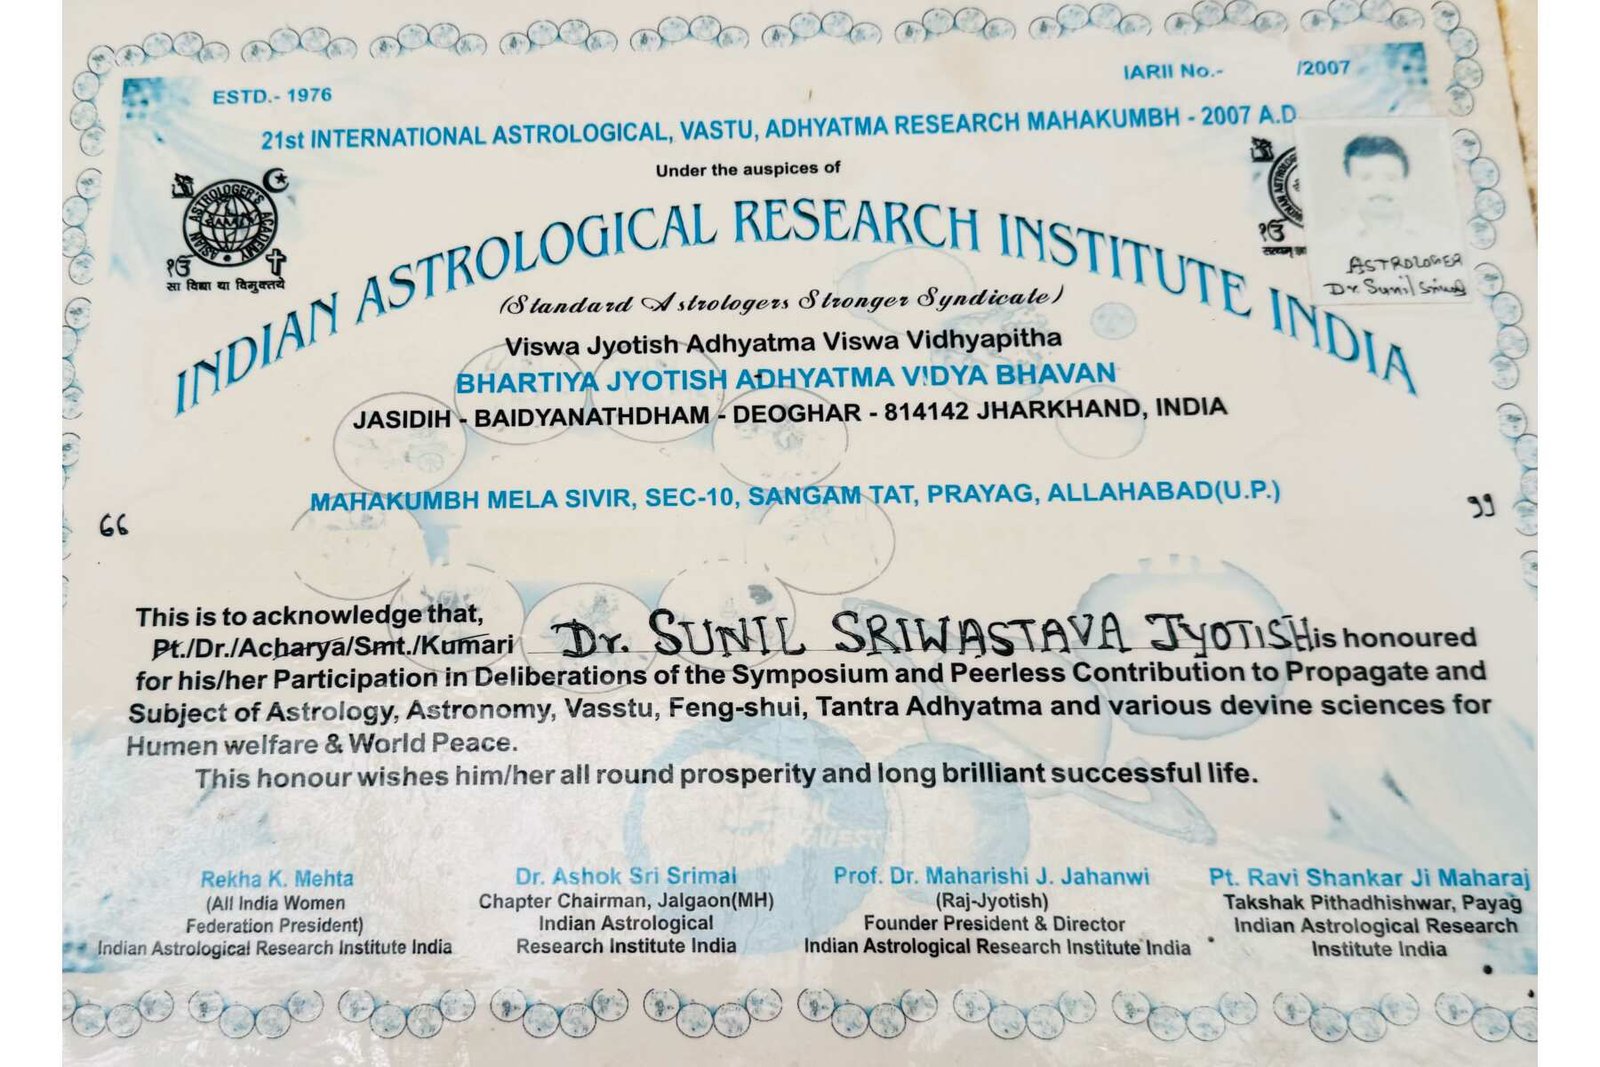 ESTD.- 1976
IARII No.- /2007
21st INTERNATIONAL ASTROLOGICAL, VASTU, ADHYATMA RESEARCH MAHAKUMBH - 2007 A.D
Under the auspices of
INDIAN ASTROLOGICAL RESEARCH INSTITUTE INDIA
ASIAN ASTROLOGER'S ACADEMY
सा विद्या या विमुक्तये
ASTROLOGER
Dr. Sunil
(Standard Astrologers Stronger Syndicate)
Viswa Jyotish Adhyatma Viswa Vidhyapitha
BHARTIYA JYOTISH ADHYATMA VIDYA BHAVAN
JASIDIH - BAIDYANATHDHAM - DEOGHAR - 814142 JHARKHAND, INDIA
MAHAKUMBH MELA SIVIR, SEC-10, SANGAM TAT, PRAYAG, ALLAHABAD(U.P.)
“ ”
This is to acknowledge that,
Pt./Dr./Acharya/Smt./Kumari Dr. SUNIL SRIWASTAVA JYOTISH is honoured
for his/her Participation in Deliberations of the Symposium and Peerless Contribution to Propagate and
Subject of Astrology, Astronomy, Vasstu, Feng-shui, Tantra Adhyatma and various devine sciences for
Humen welfare & World Peace.
This honour wishes him/her all round prosperity and long brilliant successful life.
Rekha K. Mehta
(All India Women
Federation President)
Indian Astrological Research Institute India
Dr. Ashok Sri Srimal
Chapter Chairman, Jalgaon(MH)
Indian Astrological
Research Institute India
Prof. Dr. Maharishi J. Jahanwi
(Raj-Jyotish)
Founder President & Director
Indian Astrological Research Institute India
Pt. Ravi Shankar Ji Maharaj
Takshak Pithadhishwar, Payag
Indian Astrological Research
Institute India